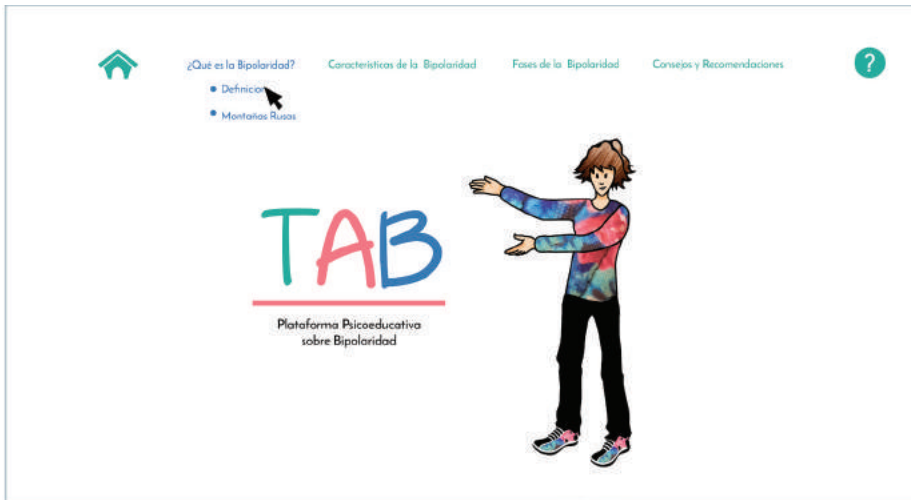 ¿Qué es la Bipolaridad? Características de la Bipolaridad Fases de la Bipolaridad Consejos y Recomendaciones ?
Definicion
Montañas Rusas
TAB
Plataforma Psicoeducativa
sobre Bipolaridad